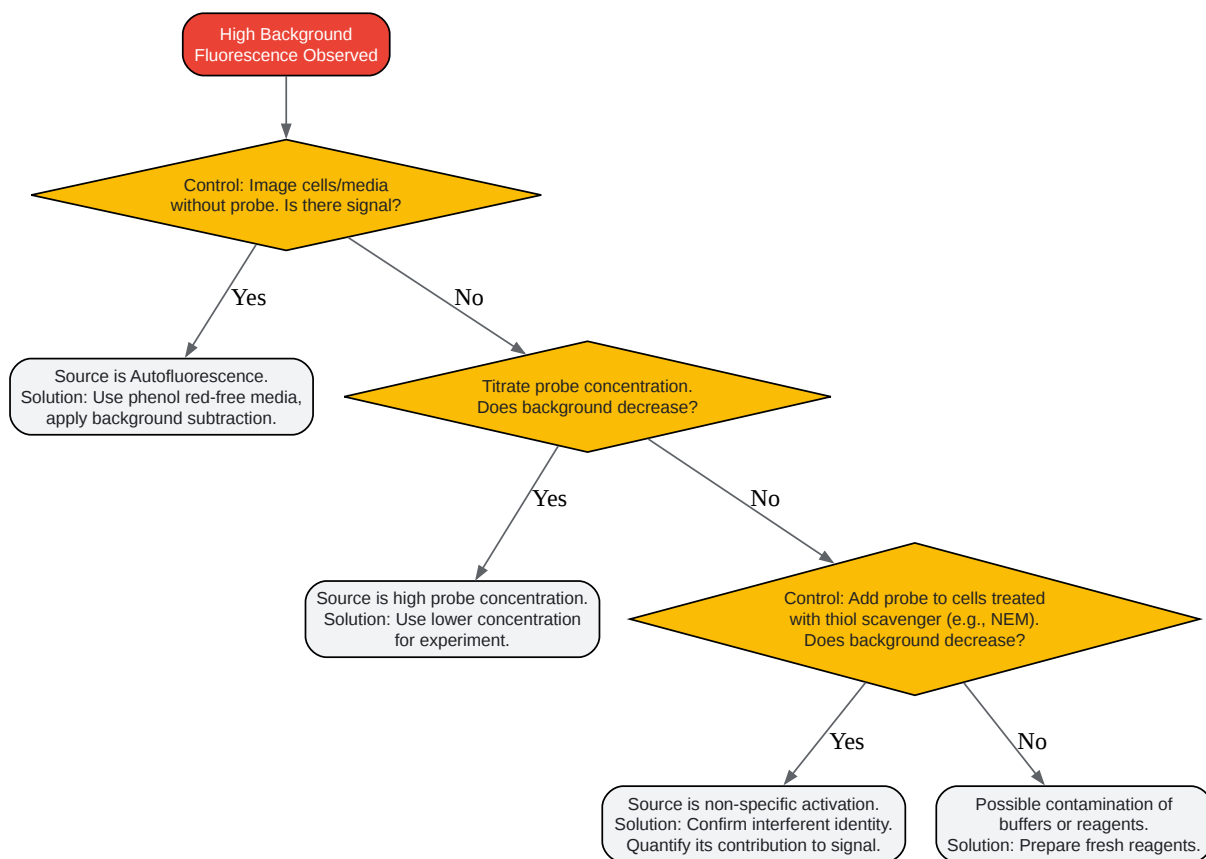 High Background
Fluorescence Observed
Control: Image cells/media
without probe. Is there signal?
Yes
No
Source is Autofluorescence.
Solution: Use phenol red-free media,
apply background subtraction.
Titrate probe concentration.
Does background decrease?
Yes
No
Source is high probe concentration.
Solution: Use lower concentration
for experiment.
Control: Add probe to cells treated
with thiol scavenger (e.g., NEM).
Does background decrease?
Yes
No
Source is non-specific activation.
Solution: Confirm interferent identity.
Quantify its contribution to signal.
Possible contamination of
buffers or reagents.
Solution: Prepare fresh reagents.